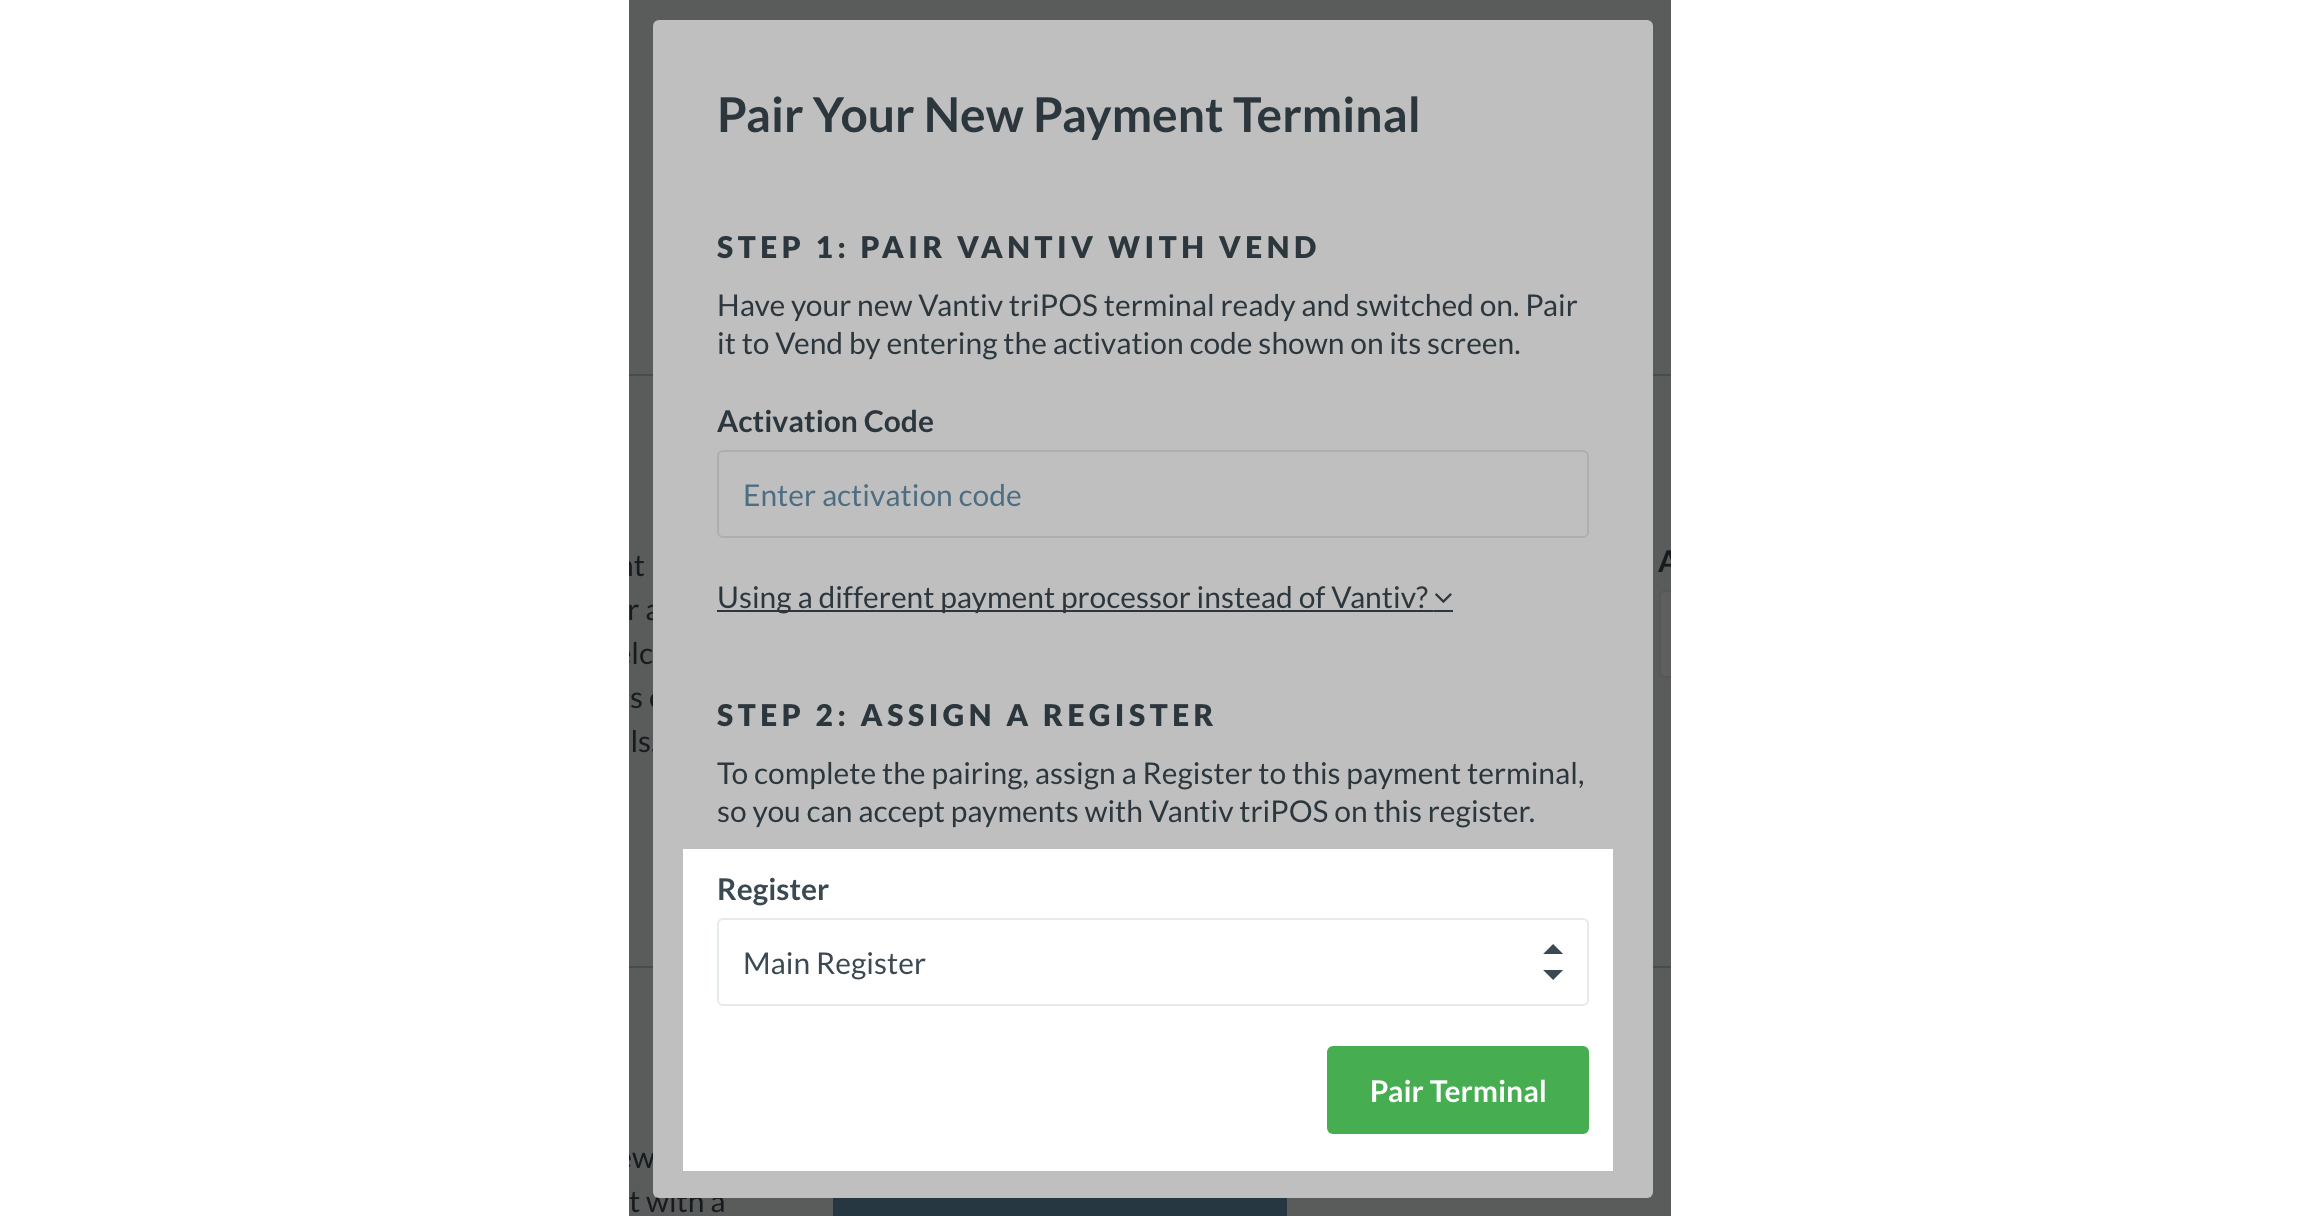 Pair Your New Payment Terminal
STEP 1: PAIR VANTIV WITH VEND
Have your new Vantiv triPOS terminal ready and switched on. Pair
it to Vend by entering the activation code shown on its screen.
Activation Code
Enter activation code
Using a different payment processor instead of Vantiv?
STEP 2: ASSIGN A REGISTER
To complete the pairing, assign a Register to this payment terminal,
so you can accept payments with Vantiv triPOS on this register.
Register
Main Register
Pair Terminal